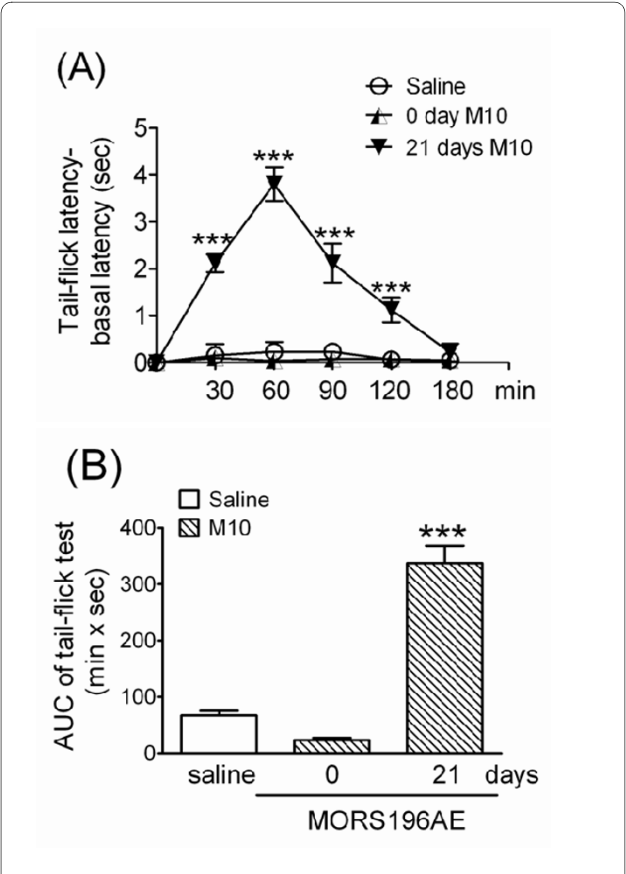 (A)
Saline
0 day M10
21 days M10
Tail-flick latency-
basal latency (sec)
5
4
3
2
1
0
***
***
***
***
30 60 90 120 180 min
(B)
Saline
M10
AUC of tail-flick test
(min x sec)
400
300
200
100
0
***
saline 0 21 days
MORS196AE